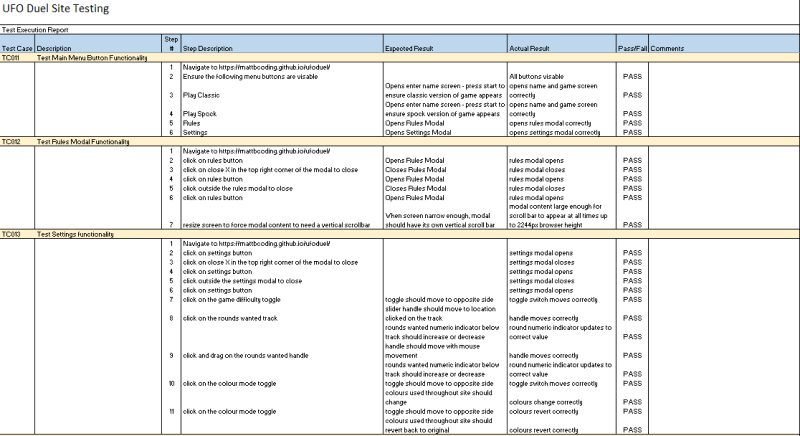 UFO Duel Site Testing
Test Execution Report
Test Case Description Step # Step Description Expected Result Actual Result Pass/Fail Comments
TC011 Test Main Menu Button Functionality
1 Navigate to https://mattbcoding.github.io/ufoduel/
2 Ensure the following menu buttons are visable All buttons visable PASS
3 Play Classic Opens enter name screen - press start to ensure classic version of game appears opens name and game screen correctly PASS
4 Play Spock Opens enter name screen - press start to ensure spock version of game appears opens name and game screen correctly PASS
5 Rules Opens Rules Modal opens rules modal correctly PASS
6 Settings Opens Settings Modal opens settings modal correctly PASS
TC012 Test Rules Modal Functionality
1 Navigate to https://mattbcoding.github.io/ufoduel/
2 click on rules button Opens Rules Modal rules modal opens PASS
3 click on close X in the top right corner of the modal to close Closes Rules Modal rules modal closes PASS
4 click on rules button Opens Rules Modal rules modal opens PASS
5 click outside the rules modal to close Closes Rules Modal rules modal closes PASS
6 click on rules button Opens Rules Modal rules modal opens PASS
7 resize screen to force modal content to need a vertical scrollbar When screen narrow enough, modal should have its own vertical scroll bar modal content large enough for scroll bar to appear at all times up to 2244px browser height PASS
TC013 Test Settings functionality
1 Navigate to https://mattbcoding.github.io/ufoduel/
2 click on settings button settings modal opens PASS
3 click on close X in the top right corner of the modal to close settings modal closes PASS
4 click on settings button settings modal opens PASS
5 click outside the settings modal to close settings modal closes PASS
6 click on settings button settings modal opens PASS
7 click on the game difficulty toggle toggle should move to opposite side toggle switch moves correctly PASS
8 click on the rounds wanted track slider handle should move to location clicked on the track handle moves correctly PASS
rounds wanted numeric indicator below track should increase or decrease round numeric indicator updates to correct value PASS
9 click and drag on the rounds wanted handle handle should move with mouse movement handle moves correctly PASS
rounds wanted numeric indicator below track should increase or decrease round numeric indicator updates to correct value PASS
10 click on the colour mode toggle toggle should move to opposite side toggle switch moves correctly PASS
colours used throughout site should change colours change correctly PASS
11 click on the colour mode toggle toggle should move to opposite side colours revert correctly PASS
colours used throughout site should revert back to original colours revert correctly PASS